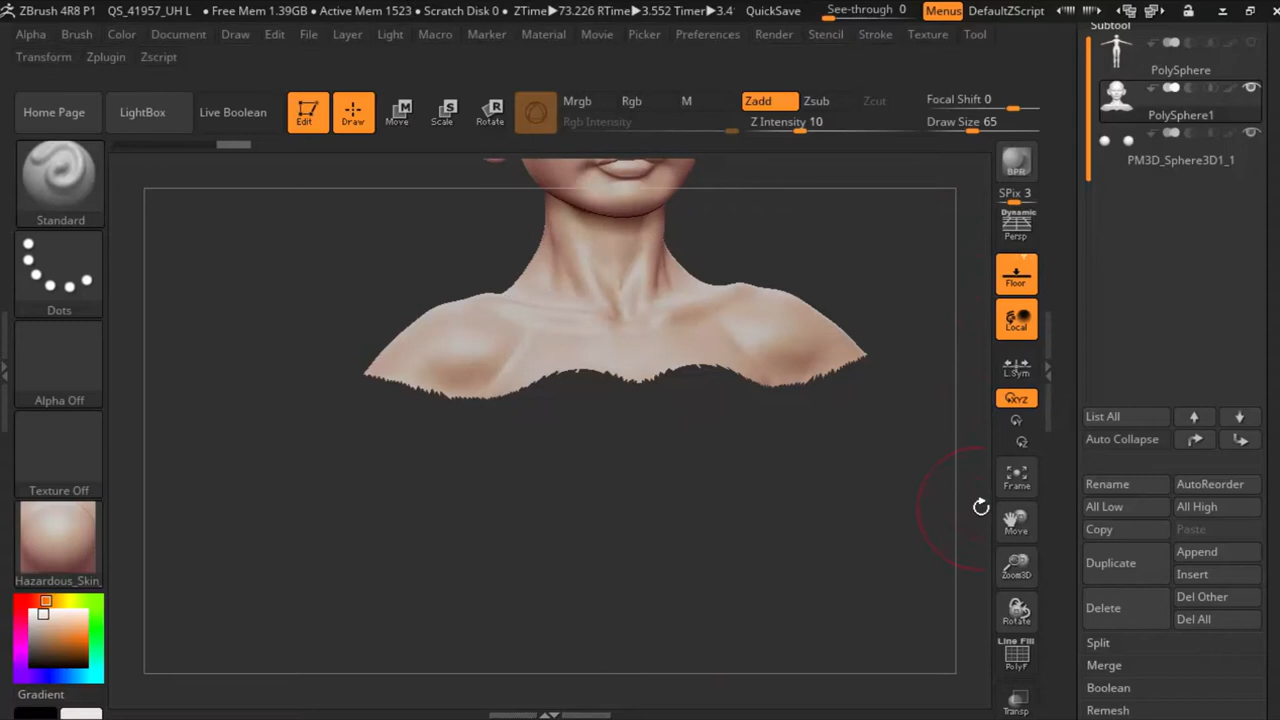 ZBrush 4R8 P1 QS_41957_UH L ● Free Mem 1.39GB ● Active Mem 1523 ● Scratch Disk 0 ● ZTime▶73.226 RTime▶3.552 Timer▶3.4 QuickSave See-through 0 Menus DefaultZScript
Alpha Brush Color Document Draw Edit File Layer Light Macro Marker Material Movie Picker Preferences Render Stencil Stroke Texture Tool
Transform Zplugin Zscript
Home Page LightBox Live Boolean Edit Draw Move Scale Rotate
Mrgb Rgb M Zadd Zsub Zcut Focal Shift 0
Rgb Intensity Z Intensity 10 Draw Size 65
Standard
Dots
Alpha Off
Texture Off
Hazardous_Skin_
Gradient
BPR
SPix 3
Dynamic
Persp
Floor
Local
L.Sym
XYZ
Frame
Move
Zoom3D
Rotate
Line Fill
PolyF
Transp
Subtool
PolySphere
PolySphere1
PM3D_Sphere3D1_1
List All
Auto Collapse
Rename AutoReorder
All Low All High
Copy Paste
Duplicate Append
Insert
Delete Del Other
Del All
Split
Merge
Boolean
Remesh